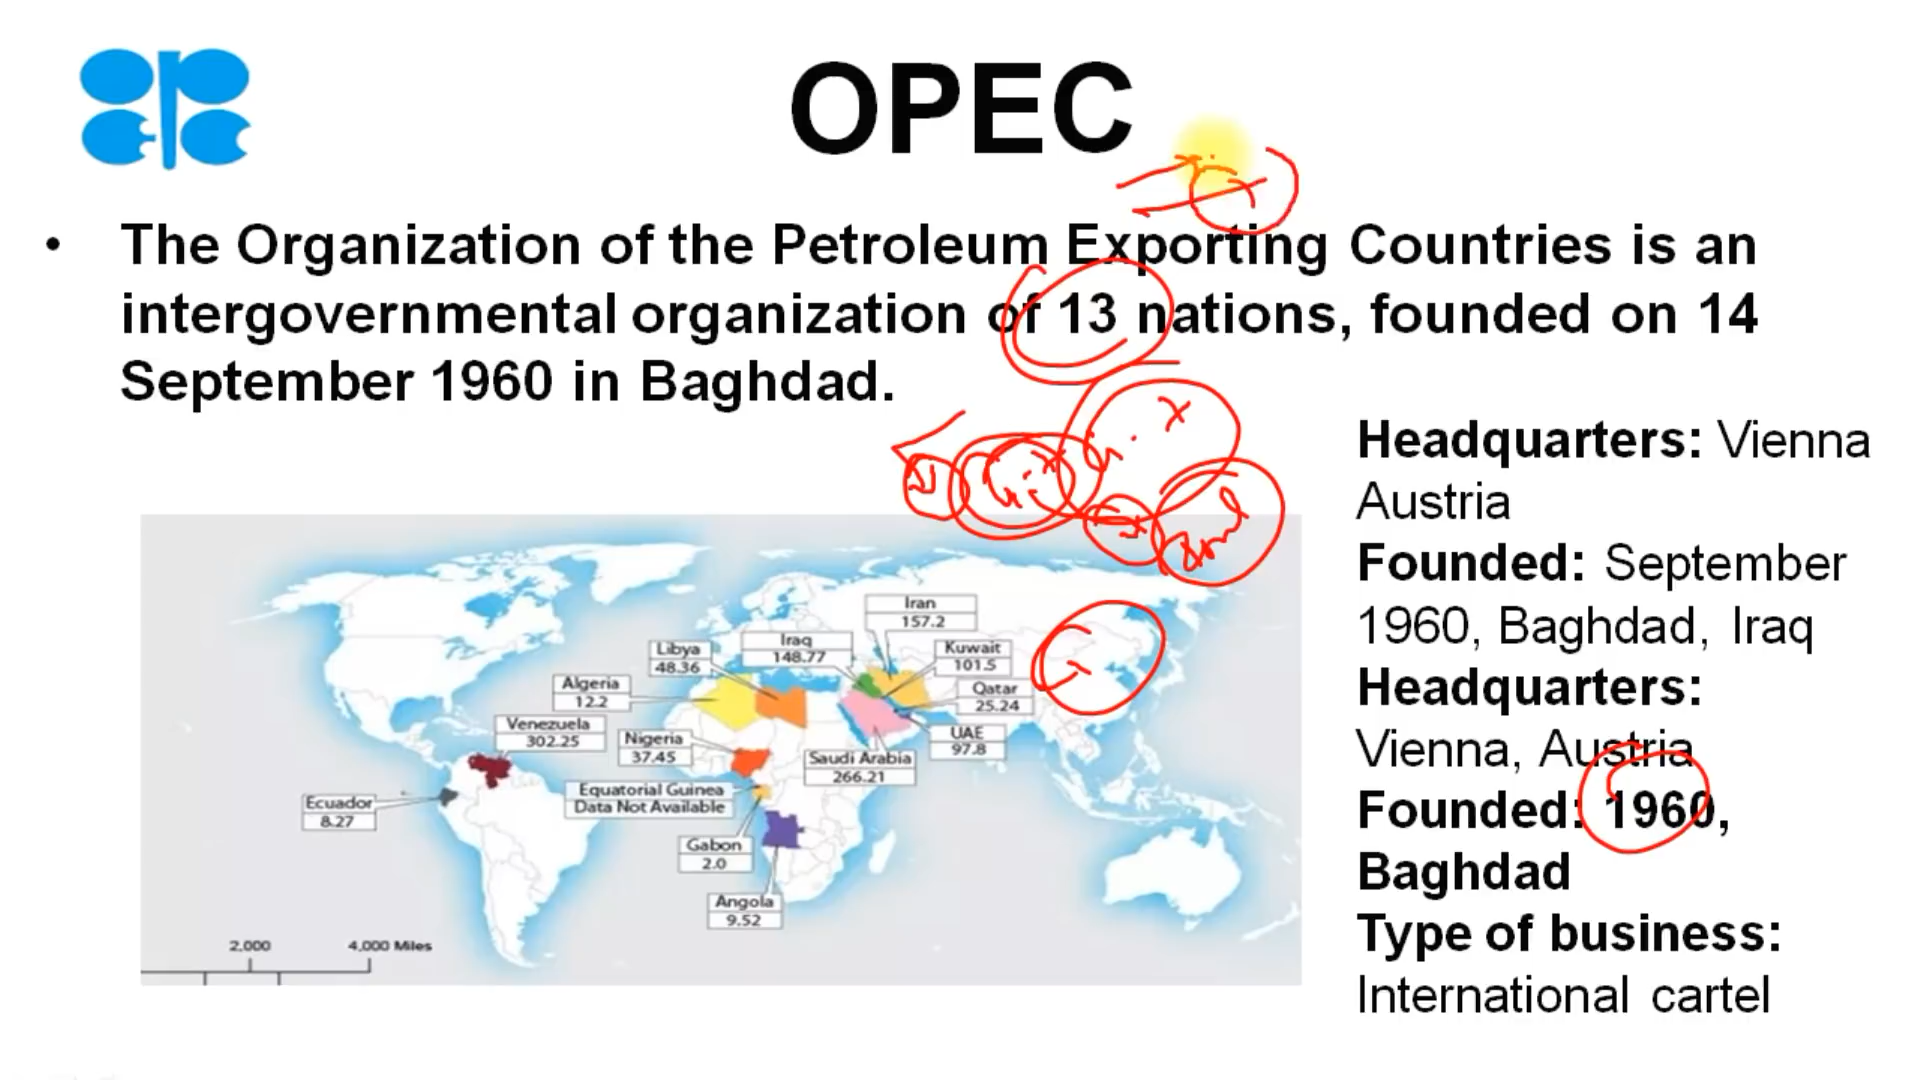 OPEC
• The Organization of the Petroleum Exporting Countries is an
intergovernmental organization of 13 nations, founded on 14
September 1960 in Baghdad.
Headquarters: Vienna
Austria
Founded: September
1960, Baghdad, Iraq
Headquarters:
Vienna, Austria
Founded: 1960,
Baghdad
Type of business:
International cartel
Iran
157.2
Iraq
148.77
Libya
48.36
Kuwait
101.5
Algeria
12.2
Qatar
25.24
Venezuela
302.25
Nigeria
37.45
UAE
97.8
Saudi Arabia
266.21
Equatorial Guinea
Data Not Available
Ecuador
8.27
Gabon
2.0
Angola
9.52
2,000 4,000 Miles